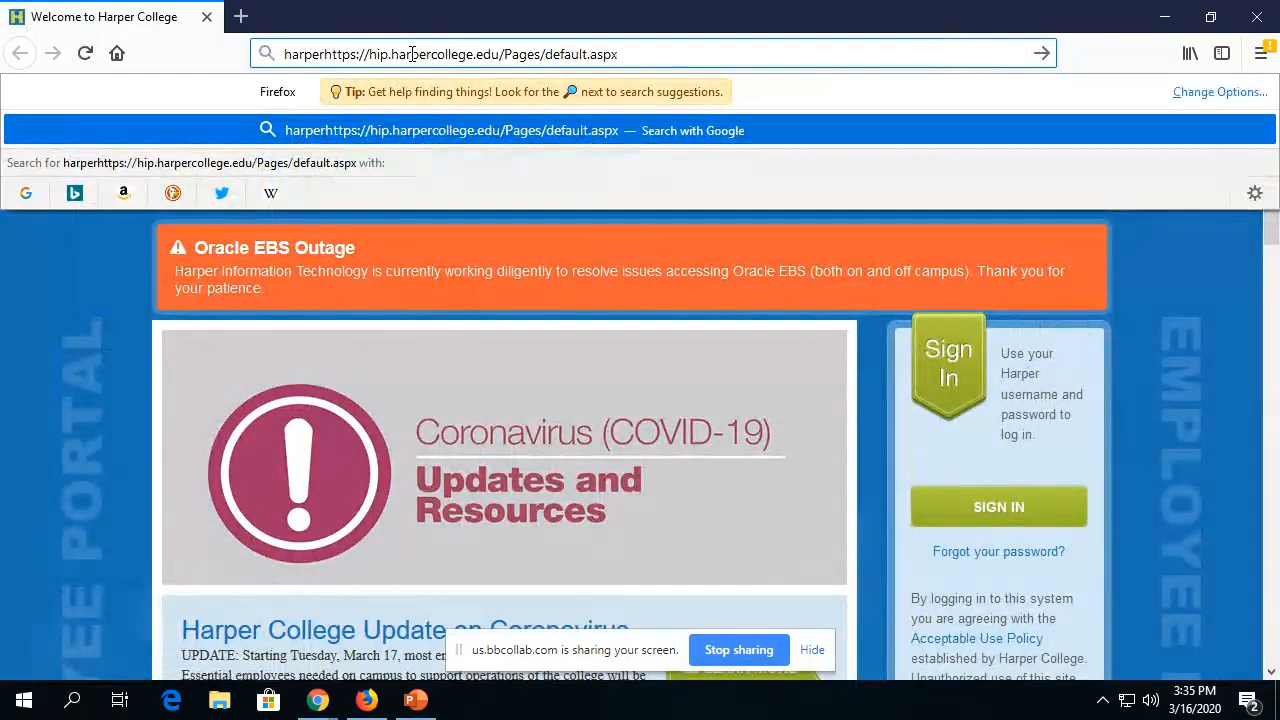 Welcome to Harper College
harperhttps://hip.harpercollege.edu/Pages/default.aspx
Firefox
Tip: Get help finding things! Look for the 🔎 next to search suggestions.
Change Options...
harperhttps://hip.harpercollege.edu/Pages/default.aspx — Search with Google
Search for harperhttps://hip.harpercollege.edu/Pages/default.aspx with:
Oracle EBS Outage
Harper Information Technology is currently working diligently to resolve issues accessing Oracle EBS (both on and off campus). Thank you for
your patience.
EMPLOYEE PORTAL
Coronavirus (COVID-19)
Updates and
Resources
Sign
In
Use your
Harper
username and
password to
log in.
SIGN IN
Forgot your password?
By logging in to this system
you are agreeing with the
Acceptable Use Policy
established by Harper College.
Unauthorized use of this site
Harper College Update on Coronavirus
UPDATE: Starting Tuesday, March 17, most
Essential employees needed on campus to support operations of the college will be
us.bbcollab.com is sharing your screen.
Stop sharing
Hide
3:35 PM
3/16/2020
2